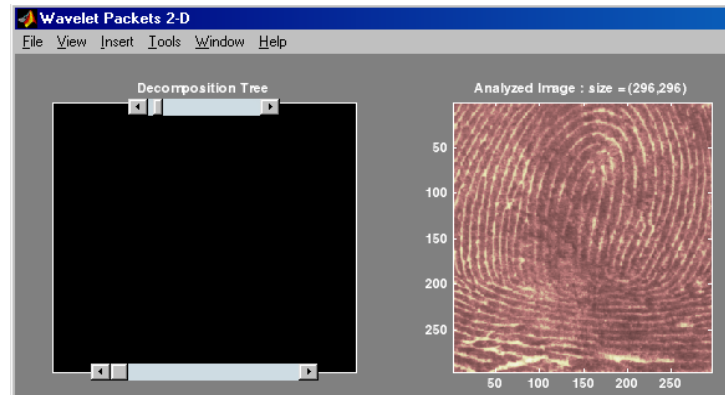 Wavelet Packets 2-D
File View Insert Tools Window Help
Decomposition Tree
Analyzed Image : size = (296,296)
50
100
150
200
250
50 100 150 200 250